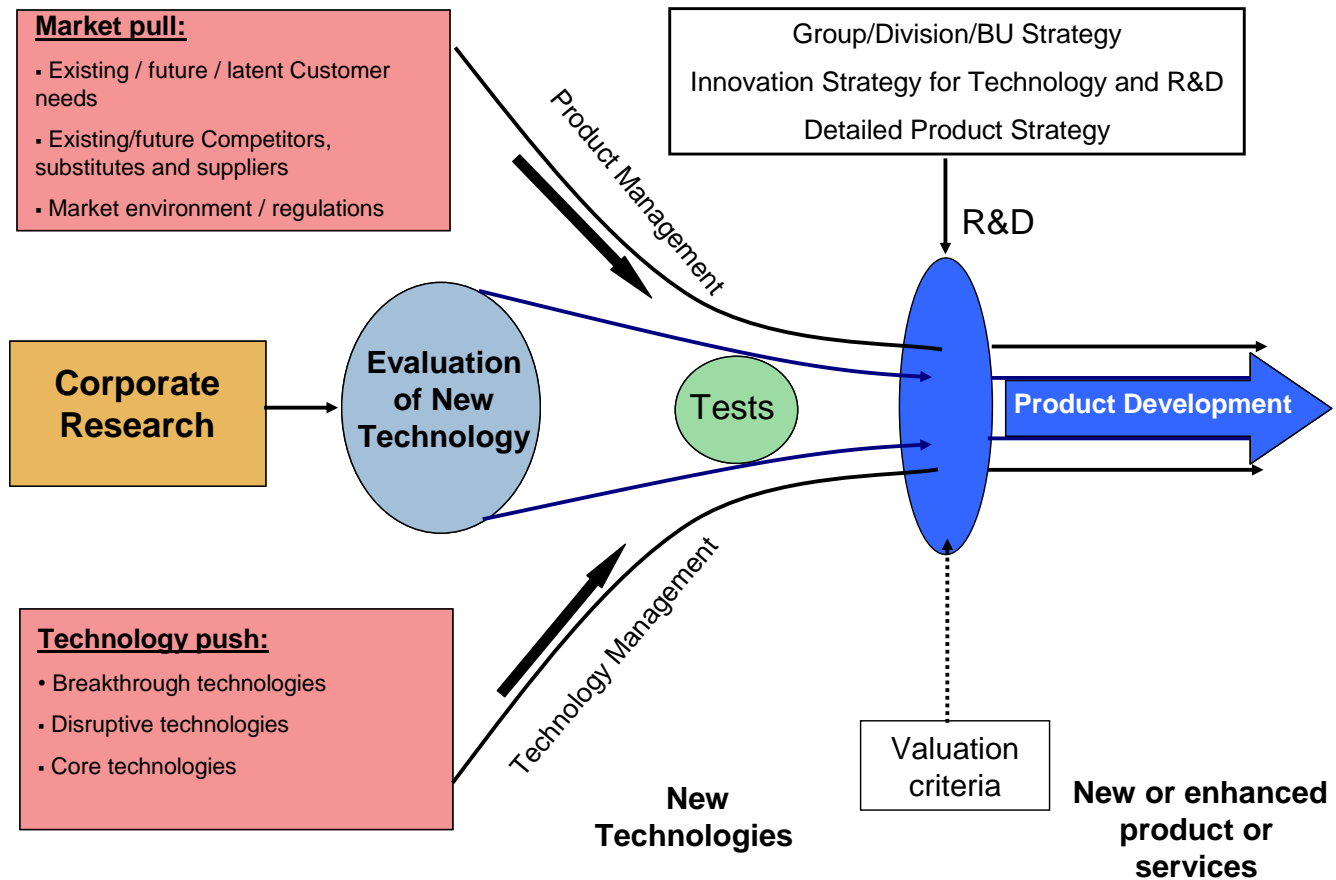 Market pull:
▪ Existing / future / latent Customer
needs
▪ Existing/future Competitors,
substitutes and suppliers
▪ Market environment / regulations
Product Management
Group/Division/BU Strategy
Innovation Strategy for Technology and R&D
Detailed Product Strategy
R&D
Corporate
Research
Evaluation
of New
Technology
Tests
Product Development
Technology push:
• Breakthrough technologies
▪ Disruptive technologies
▪ Core technologies
Technology Management
New
Technologies
Valuation
criteria
New or enhanced
product or
services